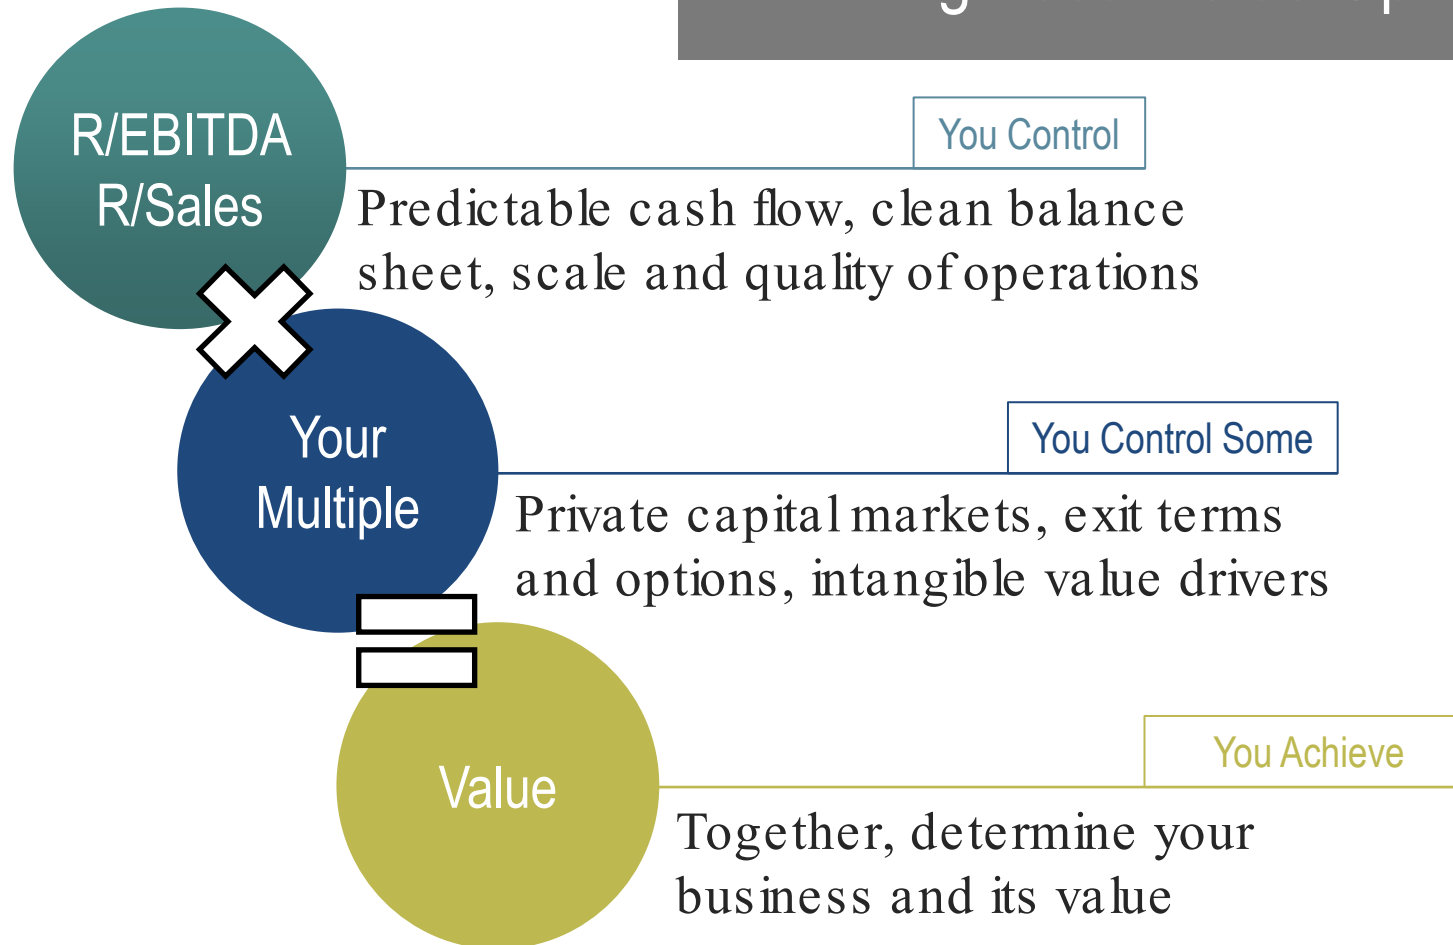 R/EBITDA
R/Sales
You Control
Predictable cash flow, clean balance
sheet, scale and quality of operations
Your
Multiple
You Control Some
Private capital markets, exit terms
and options, intangible value drivers
Value
You Achieve
Together, determine your
business and its value